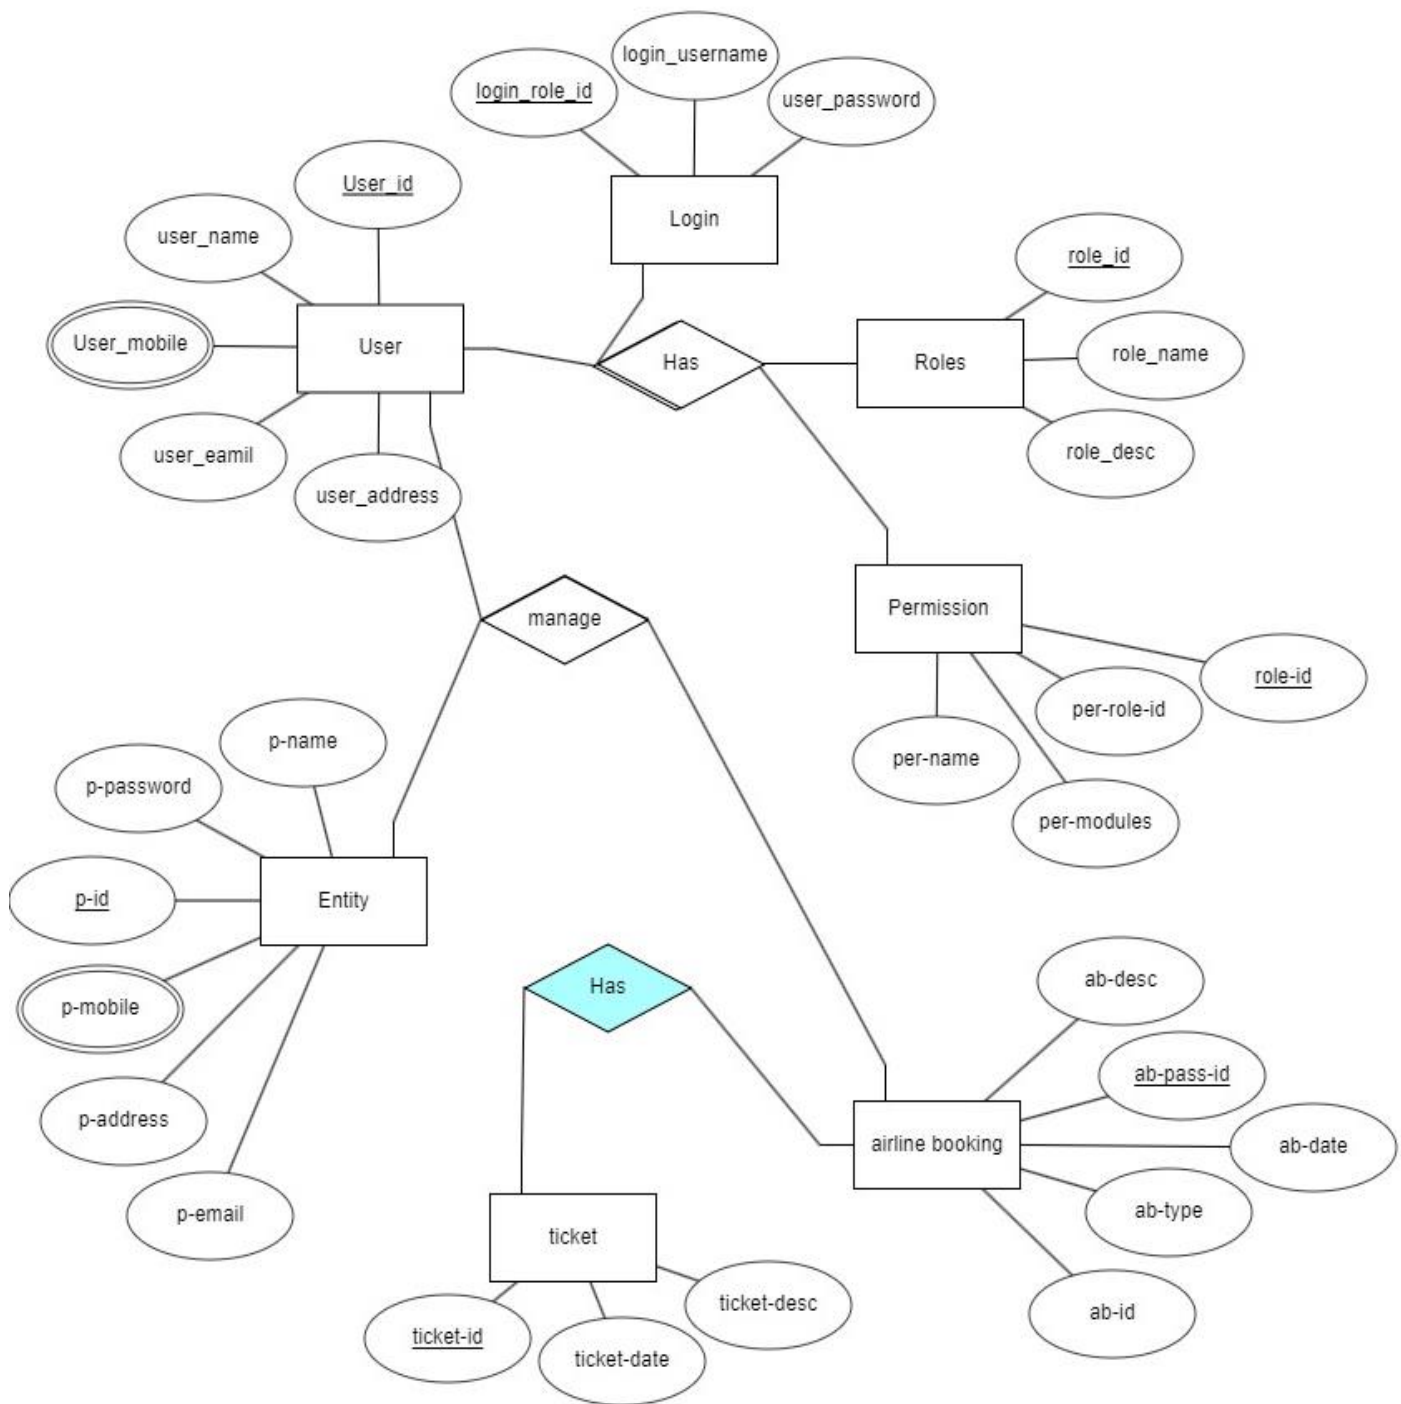 login_username
login_role_id
user_password
User_id
Login
user_name
role_id
User_mobile
User
Has
Roles
role_name
user_eamil
role_desc
user_address
manage
Permission
role-id
per-role-id
p-name
per-name
p-password
per-modules
p-id
Entity
ab-desc
Has
p-mobile
ab-pass-id
p-address
airline booking
ab-date
p-email
ab-type
ticket
ticket-desc
ab-id
ticket-id
ticket-date